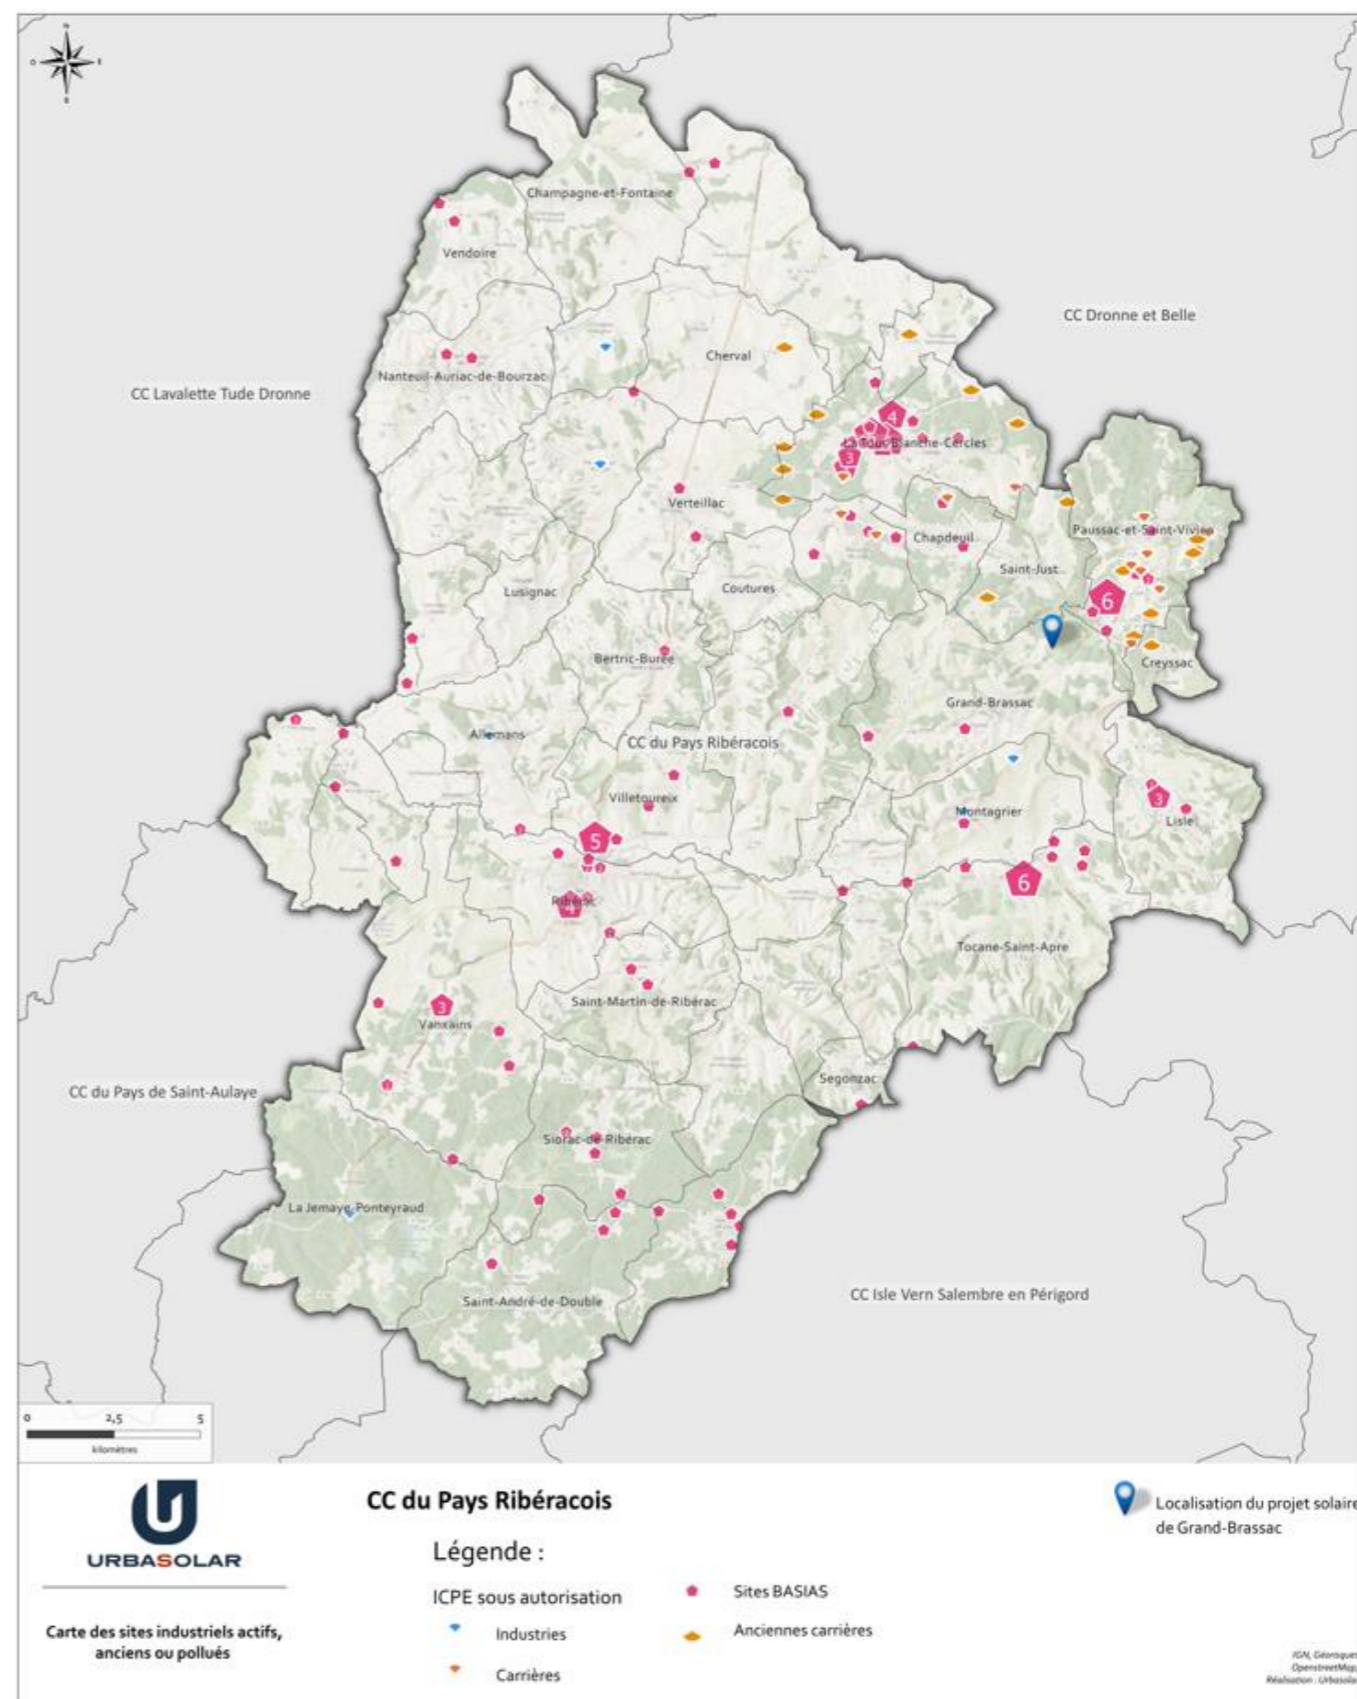 N
O
E
S
Champagne-et-Fontaine
Vendoire
CC Dronne et Belle
Cherval
Nanteuil-Auriac-de-Bourzac
CC Lavalette Tude Dronne
4
La Tour-Blanche-Cercles
3
Verteillac
Paussac-et-Saint-Vivien
Chapdeuil
Saint-Just
Lusignac
Coutures
6
Bertric-Burée
Creyssac
Grand-Brassac
Allemans
CC du Pays Ribéracois
Villetoureix
3
Montagrier
Lisle
5
6
Ribérac
4
Tocane-Saint-Apre
Saint-Martin-de-Ribérac
3
Vanxains
Segonzac
CC du Pays de Saint-Aulaye
Siorac-de-Ribérac
La Jemaye-Ponteyraud
CC Isle Vern Salembre en Périgord
Saint-André-de-Double
0 2,5 5
kilomètres
URBASOLAR
Carte des sites industriels actifs,
anciens ou pollués
CC du Pays Ribéracois
Légende :
ICPE sous autorisation
Industries
Carrières
Sites BASIAS
Anciennes carrières
Localisation du projet solaire
de Grand-Brassac
IGN, Géorisques
OpenstreetMap,
Réalisation : Urbasolar